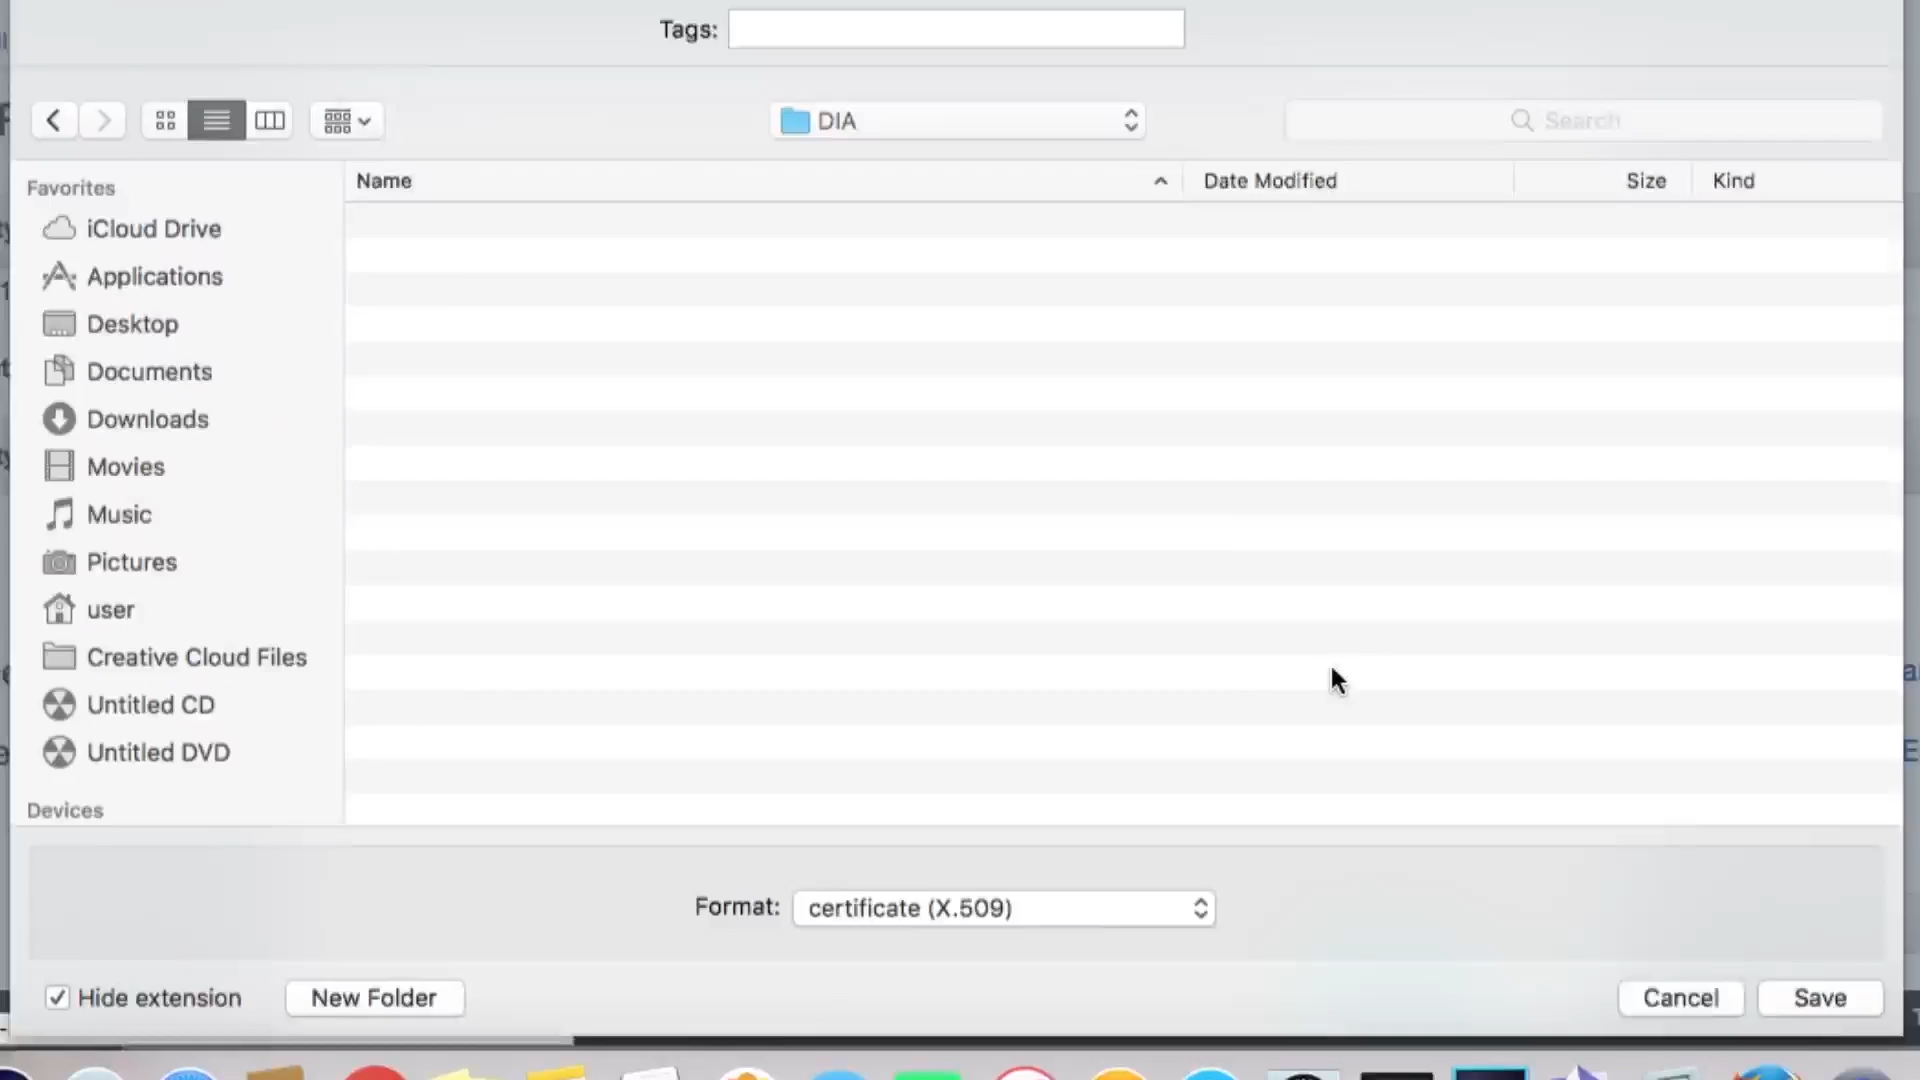 Tags:
DIA
Search
Favorites
Name
Date Modified
Size
Kind
iCloud Drive
Applications
Desktop
Documents
Downloads
Movies
Music
Pictures
user
Creative Cloud Files
Untitled CD
Untitled DVD
Devices
Format: certificate (X.509)
Hide extension
New Folder
Cancel
Save